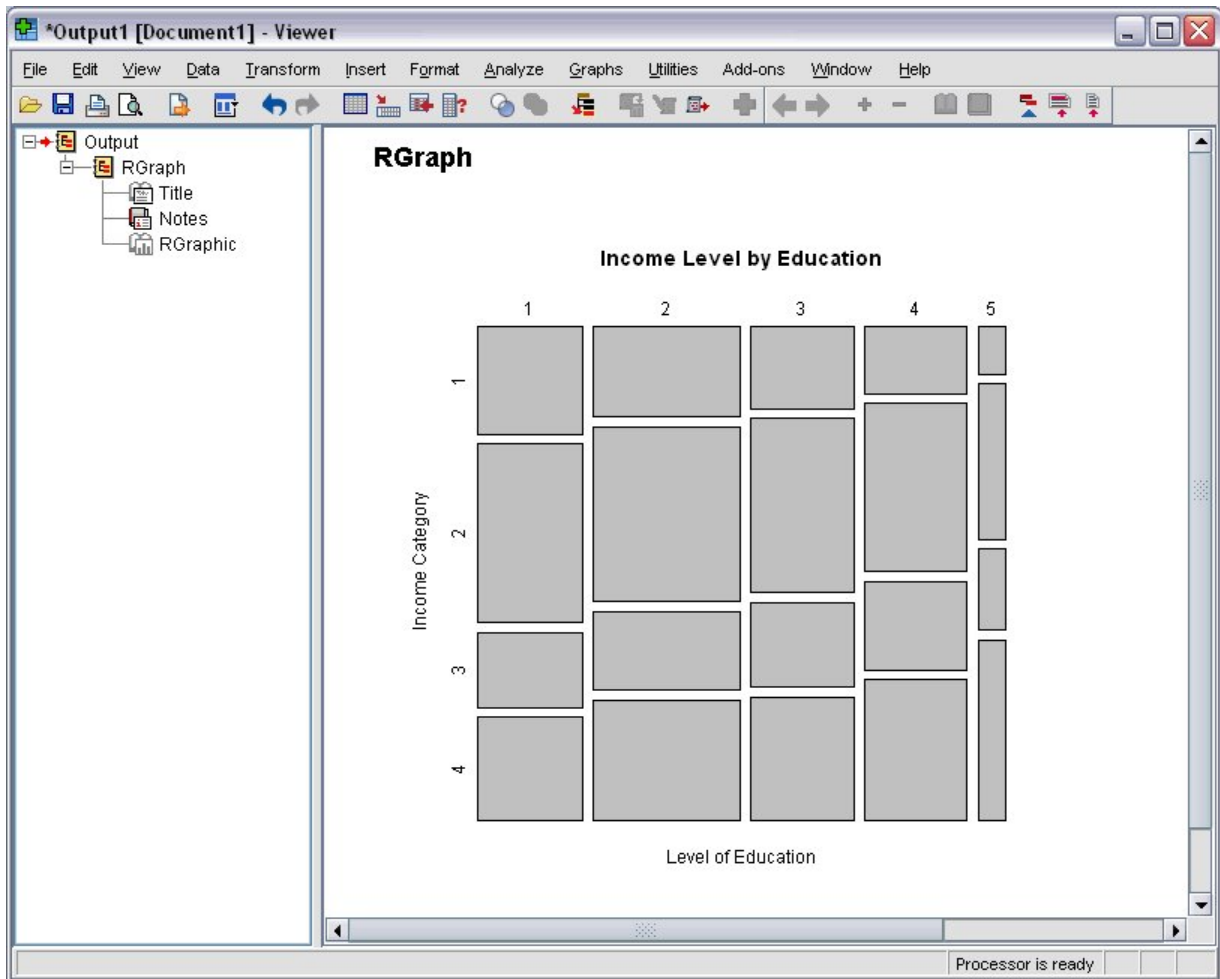 *Output1 [Document1] - Viewer
File Edit View Data Transform Insert Format Analyze Graphs Utilities Add-ons Window Help
Output
RGraph
Title
Notes
RGraphic
RGraph
Income Level by Education
1 2 3 4 5
1
2
3
4
Income Category
Level of Education
Processor is ready